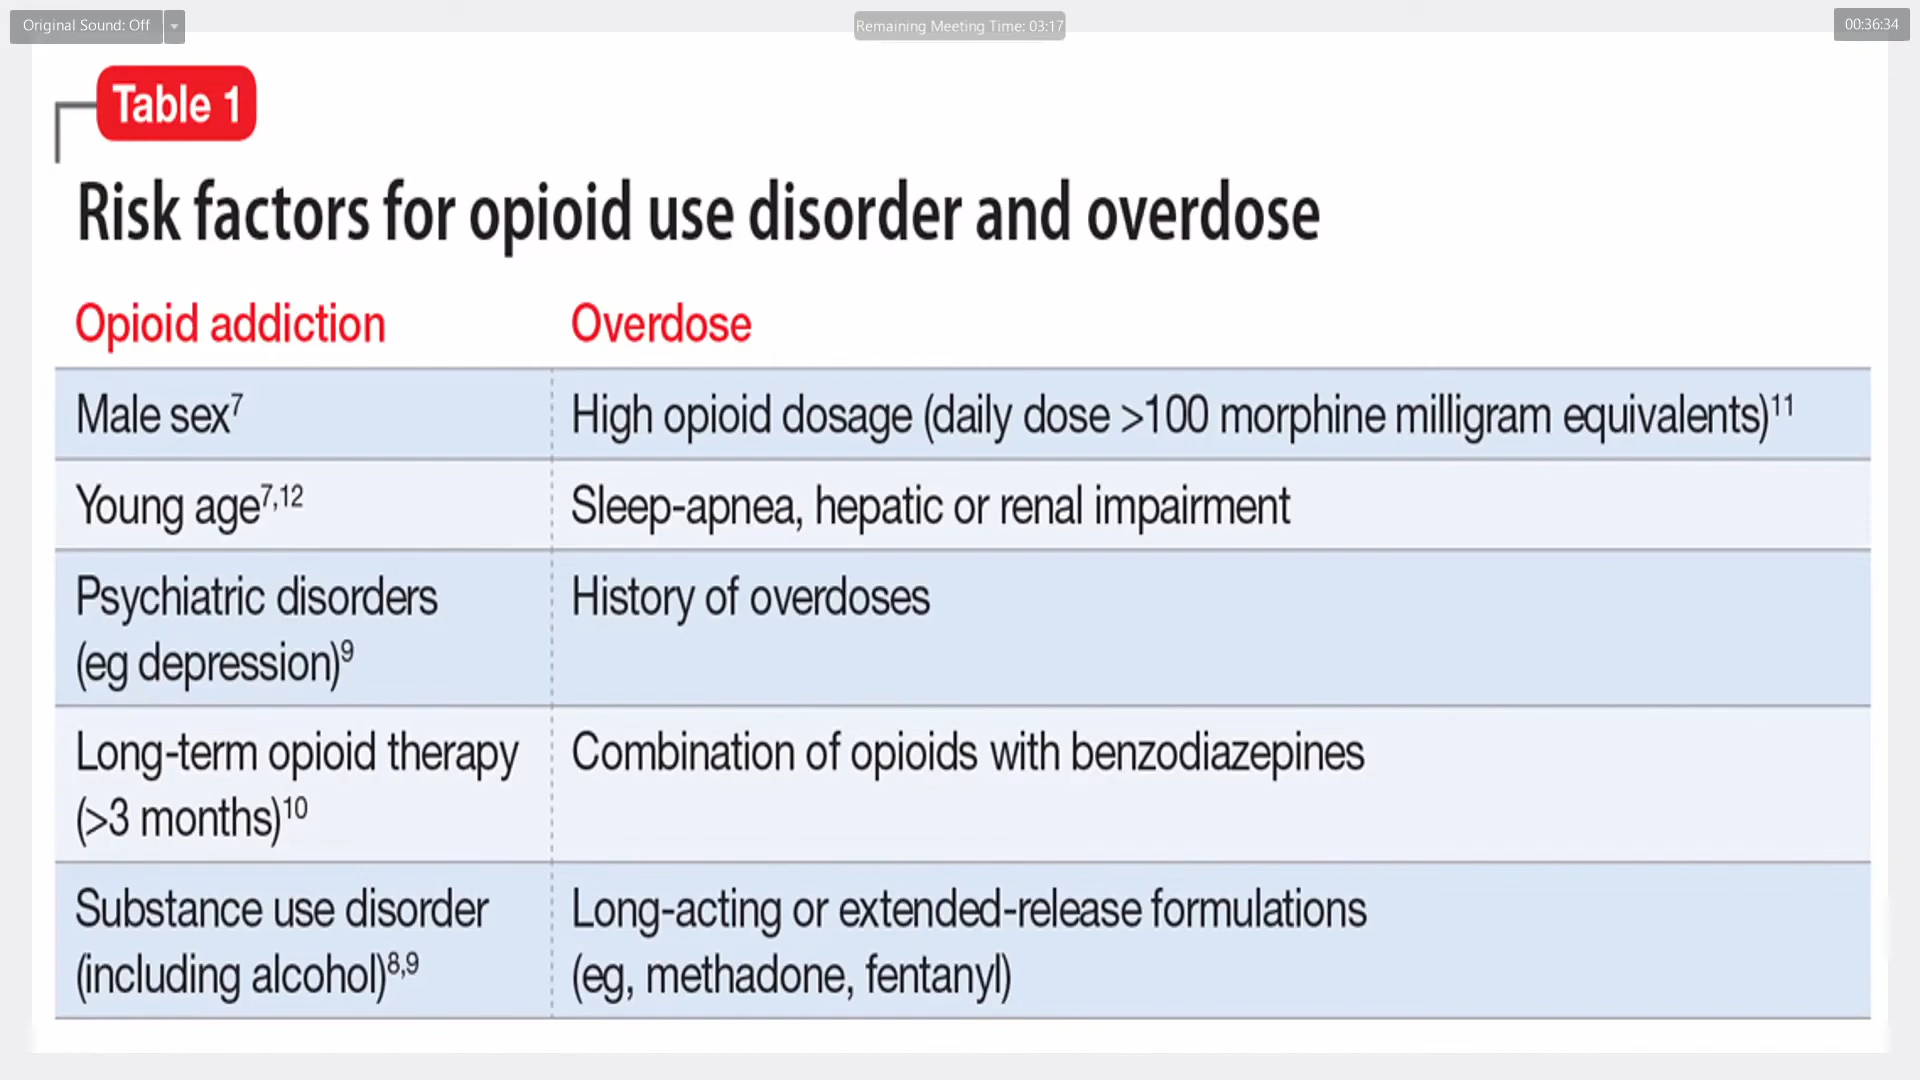 Original Sound: Off
Remaining Meeting Time: 03:17
00:36:34
Table 1
Risk factors for opioid use disorder and overdose
Opioid addiction
Overdose
Male sex7
High opioid dosage (daily dose >100 morphine milligram equivalents)11
Young age7,12
Sleep-apnea, hepatic or renal impairment
Psychiatric disorders
(eg depression)9
History of overdoses
Long-term opioid therapy
(>3 months)10
Combination of opioids with benzodiazepines
Substance use disorder
(including alcohol)8,9
Long-acting or extended-release formulations
(eg, methadone, fentanyl)